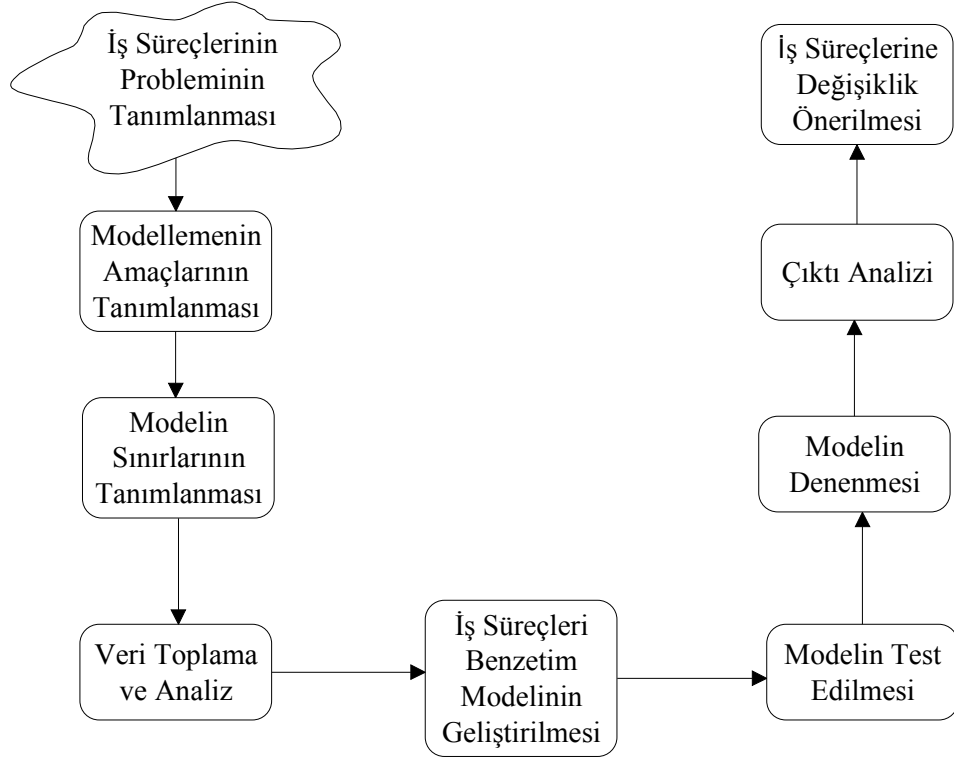 İş Süreçlerinin
Probleminin
Tanımlanması
Modellemenin
Amaçlarının
Tanımlanması
Modelin
Sınırlarının
Tanımlanması
Veri Toplama
ve Analiz
İş Süreçleri
Benzetim
Modelinin
Geliştirilmesi
Modelin Test
Edilmesi
Modelin
Denenmesi
Çıktı Analizi
İş Süreçlerine
Değişiklik
Önerilmesi